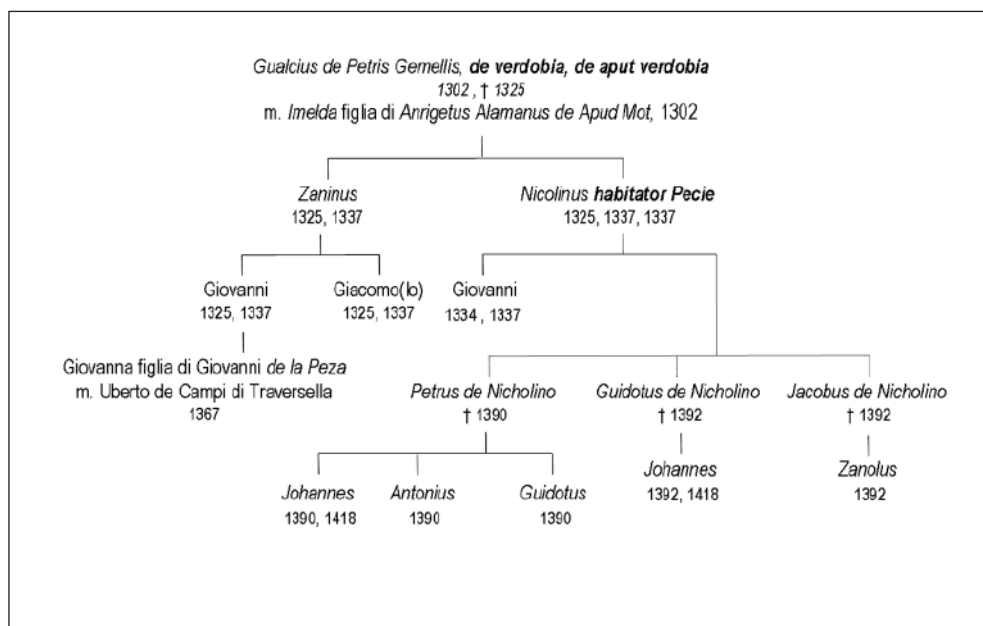 Gualcius de Petris Gemellis, de verdobia, de aput verdobia
1302, † 1325
m. Imelda figlia di Anrigetus Alamanus de Apud Mot, 1302
Zaninus
1325, 1337
Nicolinus habitator Pecie
1325, 1337, 1337
Giovanni
1325, 1337
Giacomo(lo)
1325, 1337
Giovanni
1334, 1337
Giovanna figlia di Giovanni de la Peza
m. Uberto de Campi di Traversella
1367
Petrus de Nicholino
† 1390
Guidotus de Nicholino
† 1392
Jacobus de Nicholino
† 1392
Johannes
1390, 1418
Antonius
1390
Guidotus
1390
Johannes
1392, 1418
Zanolus
1392